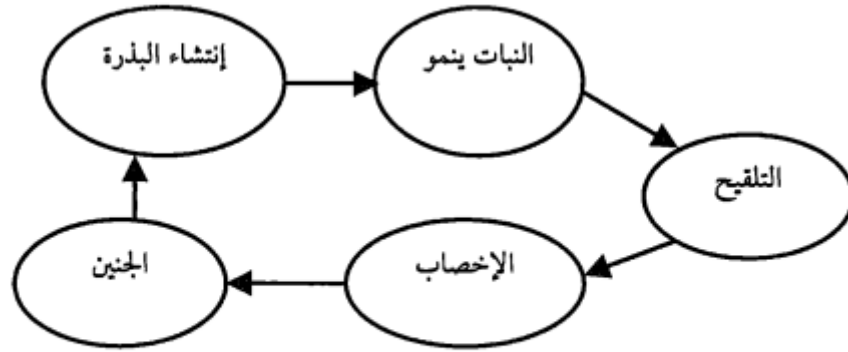 إنتشاء البذرة
النبات ينمو
التلقيح
الإخصاب
الجنين